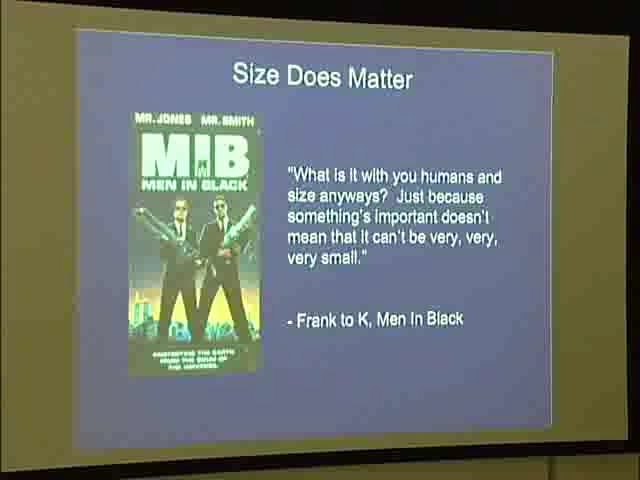 Size Does Matter
MR. JONES MR. SMITH
MIB
MEN IN BLACK
PROTECTING THE EARTH
FROM THE SCUM OF
THE UNIVERSE.
"What is it with you humans and
size anyways? Just because
something's important doesn't
mean that it can't be very, very,
very small."
- Frank to K, Men In Black